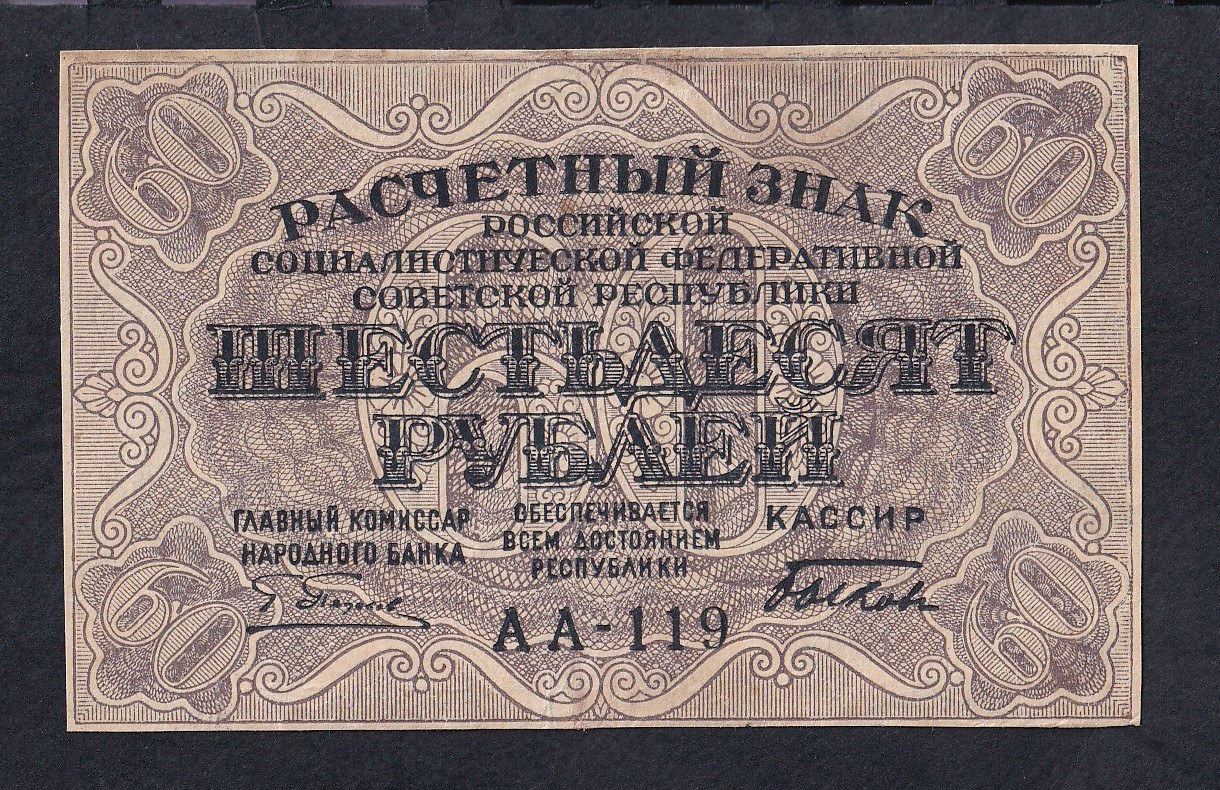 60
60
РАСЧЕТНЫЙ ЗНАК
РОССИЙСКОЙ
СОЦИАЛИСТИЧЕСКОЙ ФЕДЕРАТИВНОЙ
СОВЕТСКОЙ РЕСПУБЛИКИ
60
ШЕСТЬДЕСЯТ
РУБЛЕЙ
ГЛАВНЫЙ КОМИССАР
НАРОДНОГО БАНКА
ОБЕСПЕЧИВАЕТСЯ
ВСЕМ ДОСТОЯНИЕМ
РЕСПУБЛИКИ
КАССИР
АА-119
60
60